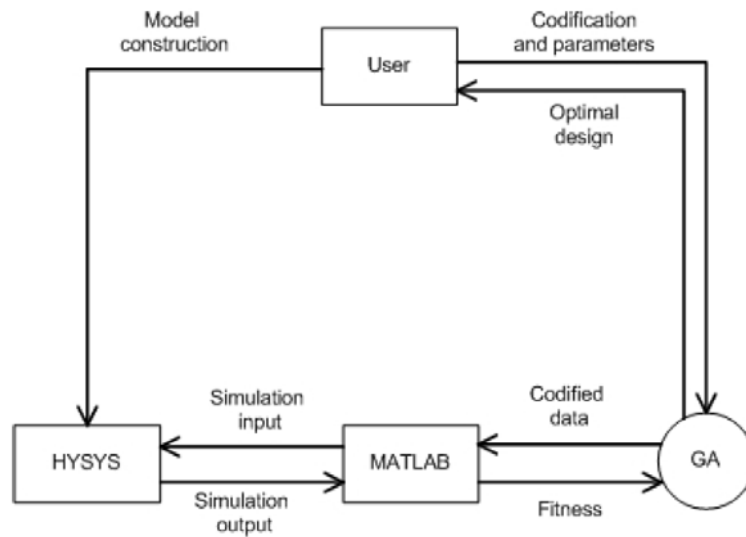 Model
construction
Codification
and parameters
User
Optimal
design
Simulation
input
Codified
data
HYSYS
MATLAB
GA
Simulation
output
Fitness